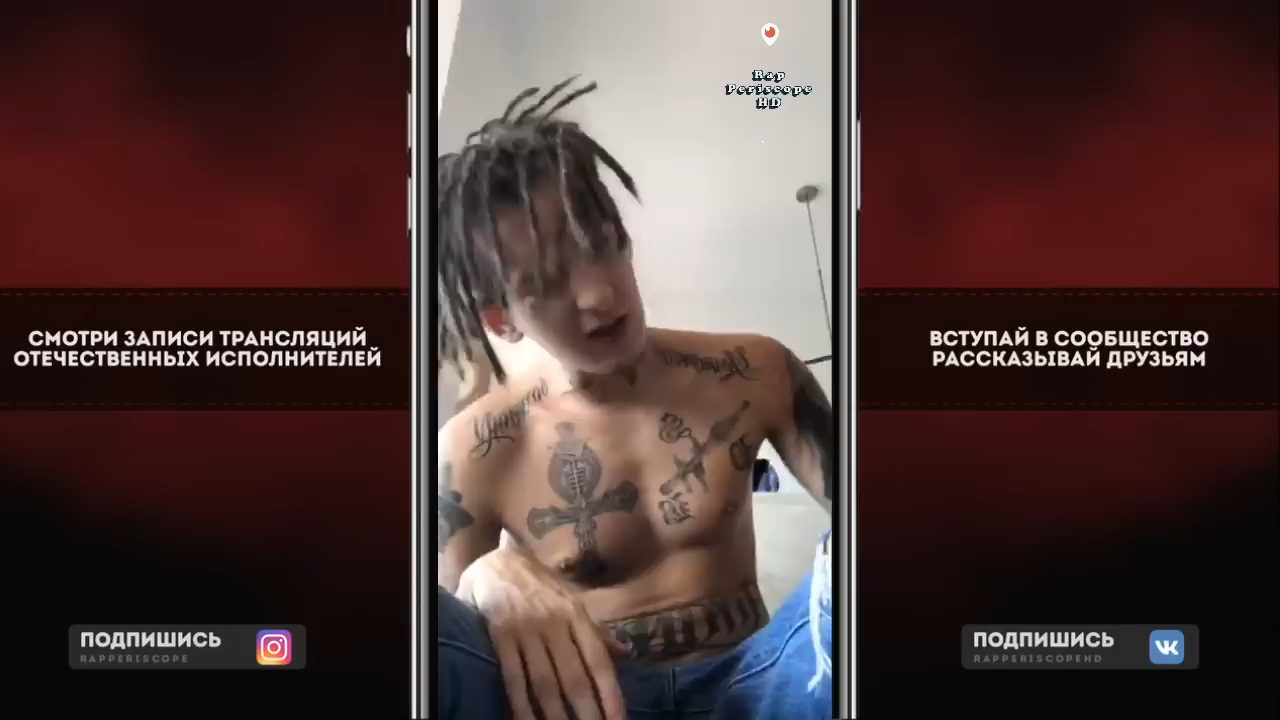 Rap
Periscope
HD
СМОТРИ ЗАПИСИ ТРАНСЛЯЦИЙ
ОТЕЧЕСТВЕННЫХ ИСПОЛНИТЕЛЕЙ
ВСТУПАЙ В СООБЩЕСТВО
РАССКАЗЫВАЙ ДРУЗЬЯМ
ПОДПИШИСЬ
RAPPERISCOPE
ПОДПИШИСЬ
RAPPERISCOPEHD